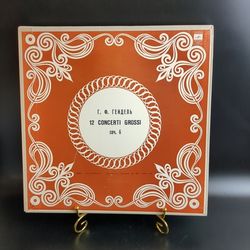 Г. Ф. ГЕНДЕЛЬ
12 CONCERTI GROSSI
соч. 6